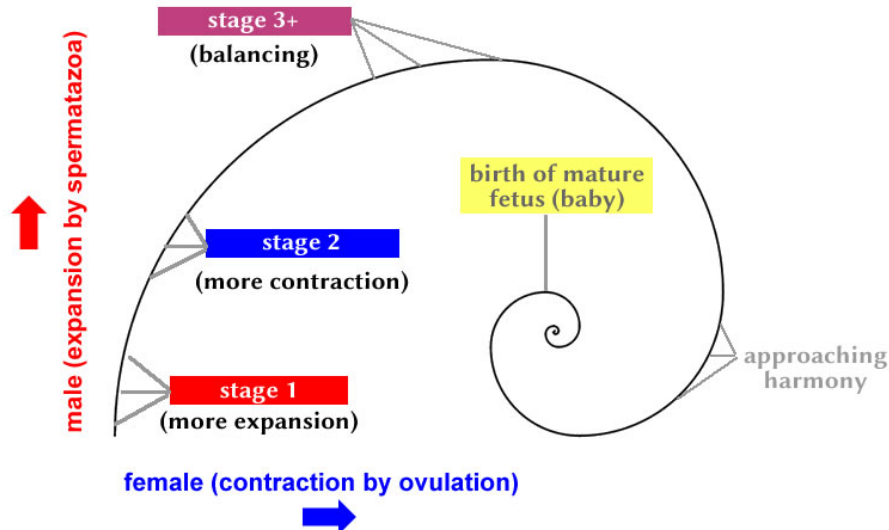 stage 3+
(balancing)
male (expansion by spermatazoa)
birth of mature
fetus (baby)
stage 2
(more contraction)
approaching
harmony
stage 1
(more expansion)
female (contraction by ovulation)